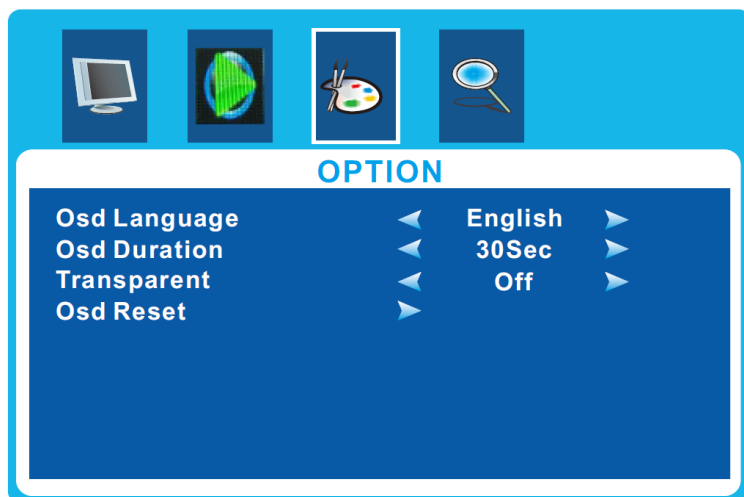 OPTION
Osd Language English
Osd Duration 30Sec
Transparent Off
Osd Reset